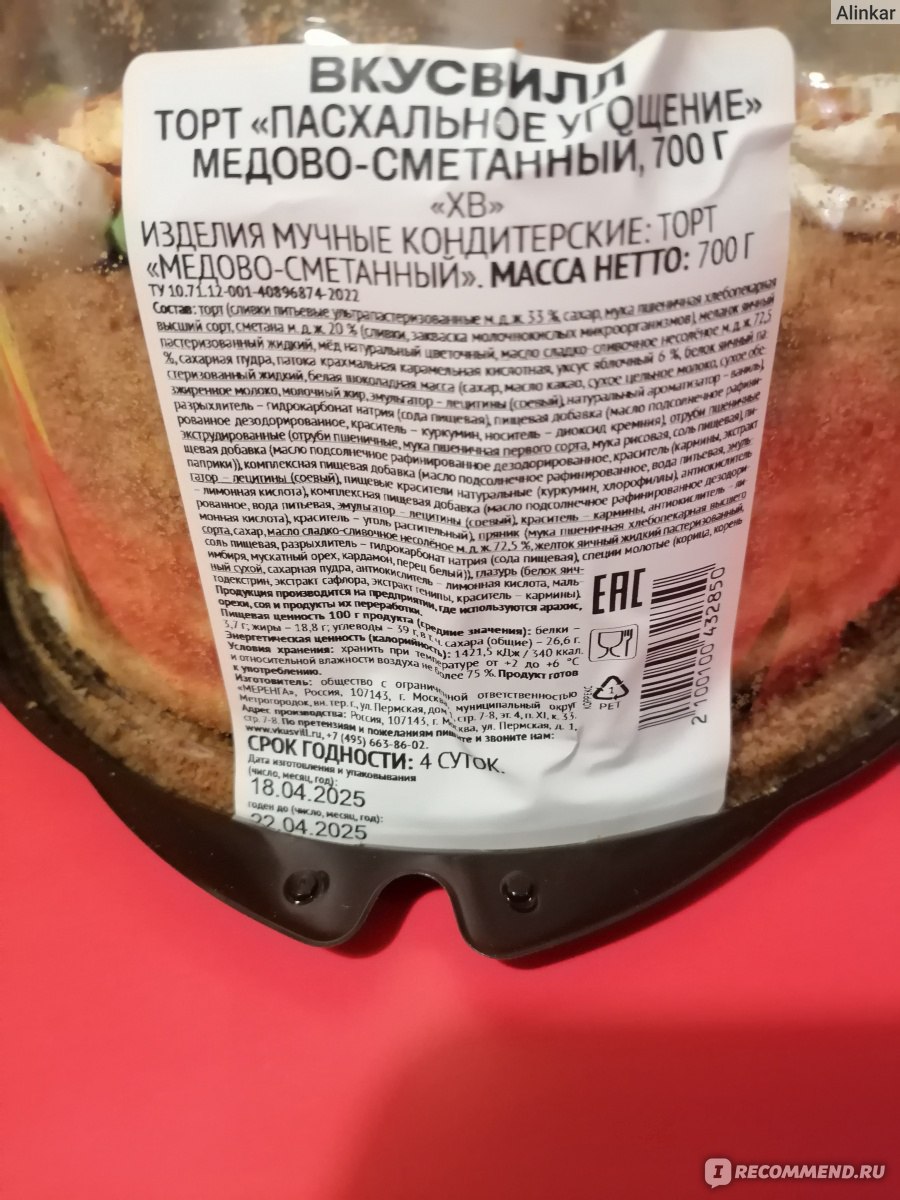 Alinkar
ВКУСВИЛЛ
ТОРТ «ПАСХАЛЬНОЕ УГОЩЕНИЕ»
МЕДОВО-СМЕТАННЫЙ, 700 Г
«ХВ»
ИЗДЕЛИЯ МУЧНЫЕ КОНДИТЕРСКИЕ: ТОРТ
«МЕДОВО-СМЕТАННЫЙ». МАССА НЕТТО: 700 Г
ТУ 10.71.12-001-40896874-2022
Состав: торт (сливки питьевые ультрапастеризованные м.д.ж. 33 %, сахар, мука пшеничная хлебопекарная
высший сорт, сметана м.д.ж. 20 % (сливки, закваска молочнокислых микроорганизмов), меланж яичный
пастеризованный жидкий, мёд натуральный цветочный, масло сладко-сливочное несолёное м.д.ж. 72,5
%, сахарная пудра, патока крахмальная карамельная кислотная, уксус яблочный 6 %, белок яичный па-
стеризованный жидкий, белая шоколадная масса (сахар, масло какао, сухое цельное молоко, сухое обе-
зжиренное молоко, молочный жир, эмульгатор – лецитины (соевый), натуральный ароматизатор – ваниль),
разрыхлитель – гидрокарбонат натрия (сода пищевая), пищевая добавка (масло подсолнечное рафини-
рованное дезодорированное, краситель – куркумин, носитель – диоксид кремния), отруби пшеничные
экструдированные (отруби пшеничные, мука пшеничная первого сорта, мука рисовая, соль пищевая), пи-
щевая добавка (масло подсолнечное рафинированное дезодорированное, краситель (кармины, экстракт
паприки)), комплексная пищевая добавка (масло подсолнечное рафинированное, вода питьевая, эмуль-
гатор – лецитины (соевый), пищевые красители натуральные (куркумин, хлорофиллы), антиокислитель
– лимонная кислота), комплексная пищевая добавка (масло подсолнечное рафинированное дезодори-
рованное, вода питьевая, эмульгатор – лецитины (соевый), краситель – кармины, антиокислитель – ли-
монная кислота), краситель – уголь растительный), пряник (мука пшеничная хлебопекарная высшего
сорта, сахар, масло сладко-сливочное несолёное м.д.ж. 72,5 %, желток яичный жидкий пастеризованный,
соль пищевая, разрыхлитель – гидрокарбонат натрия (сода пищевая), специи молотые (корица, корень
имбиря, мускатный орех, кардамон, перец белый)), глазурь (белок яич-
ный сухой, сахарная пудра, антиокислитель – лимонная кислота, маль-
тодекстрин, экстракт сафлора, экстракт генипы, краситель – кармины).
Продукция производится на предприятии, где используются арахис,
орехи, соя и продукты их переработки.
Пищевая ценность 100 г продукта (средние значения): белки –
3,7 г; жиры – 18,8 г; углеводы – 39 г, в т.ч. сахара (общие) – 26,6 г.
Энергетическая ценность (калорийность): 1421,5 кДж / 340 ккал.
Условия хранения: хранить при температуре от +2 до +6 °C
и относительной влажности воздуха не более 75 %. Продукт готов
к употреблению.
Изготовитель: общество с ограниченной ответственностью
«МЕРЕНГА», Россия, 107143, г. Москва, муниципальный округ
Метрогородок, вн. тер. г., ул. Пермская, дом 1, стр. 7-8, эт. 4, п. XI, к. 33.
Адрес производства: Россия, 107143, г. Москва, ул. Пермская, д. 1,
стр. 7-8. По претензиям и пожеланиям пишите и звоните нам:
www.vkusvill.ru, +7 (495) 663-86-02.
СРОК ГОДНОСТИ: 4 СУТОК.
Дата изготовления и упаковывания
(число, месяц, год):
18.04.2025
годен до (число, месяц, год):
22.04.2025
EAC
1
PET
2 100100 432850
IRECOMMEND.RU